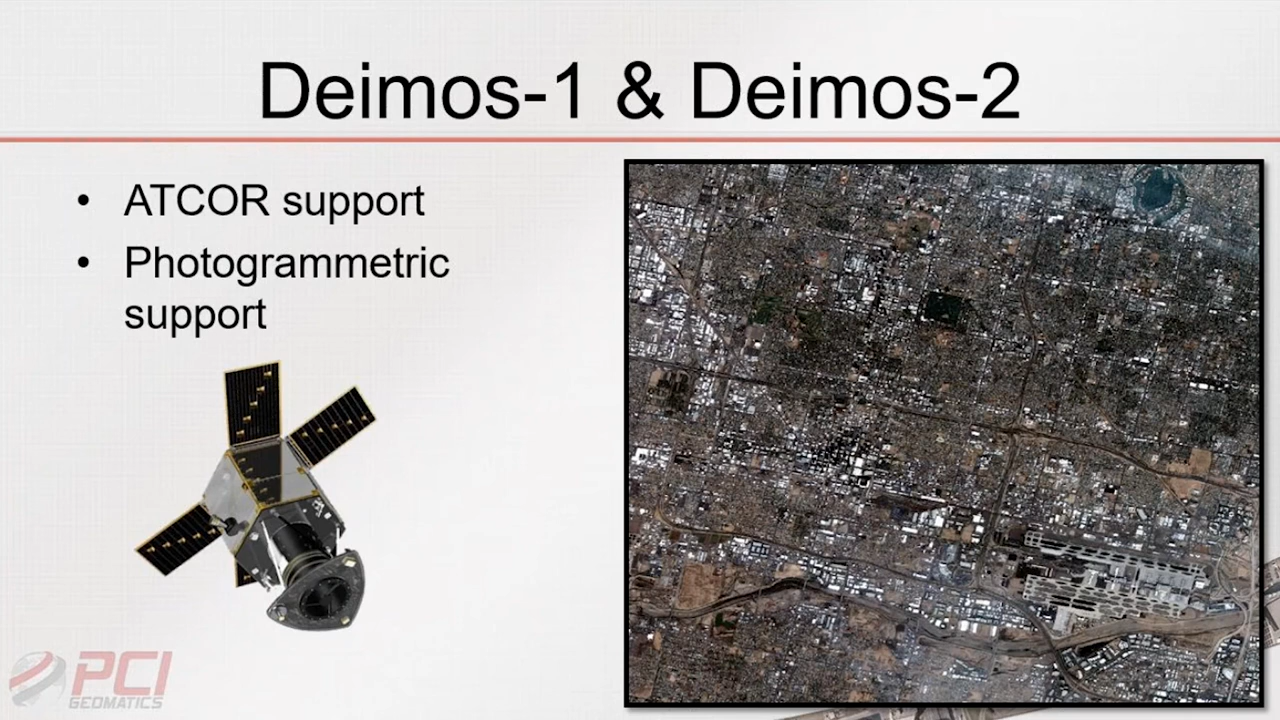 Deimos-1 & Deimos-2
• ATCOR support
• Photogrammetric
support
PCI
GEOMATICS